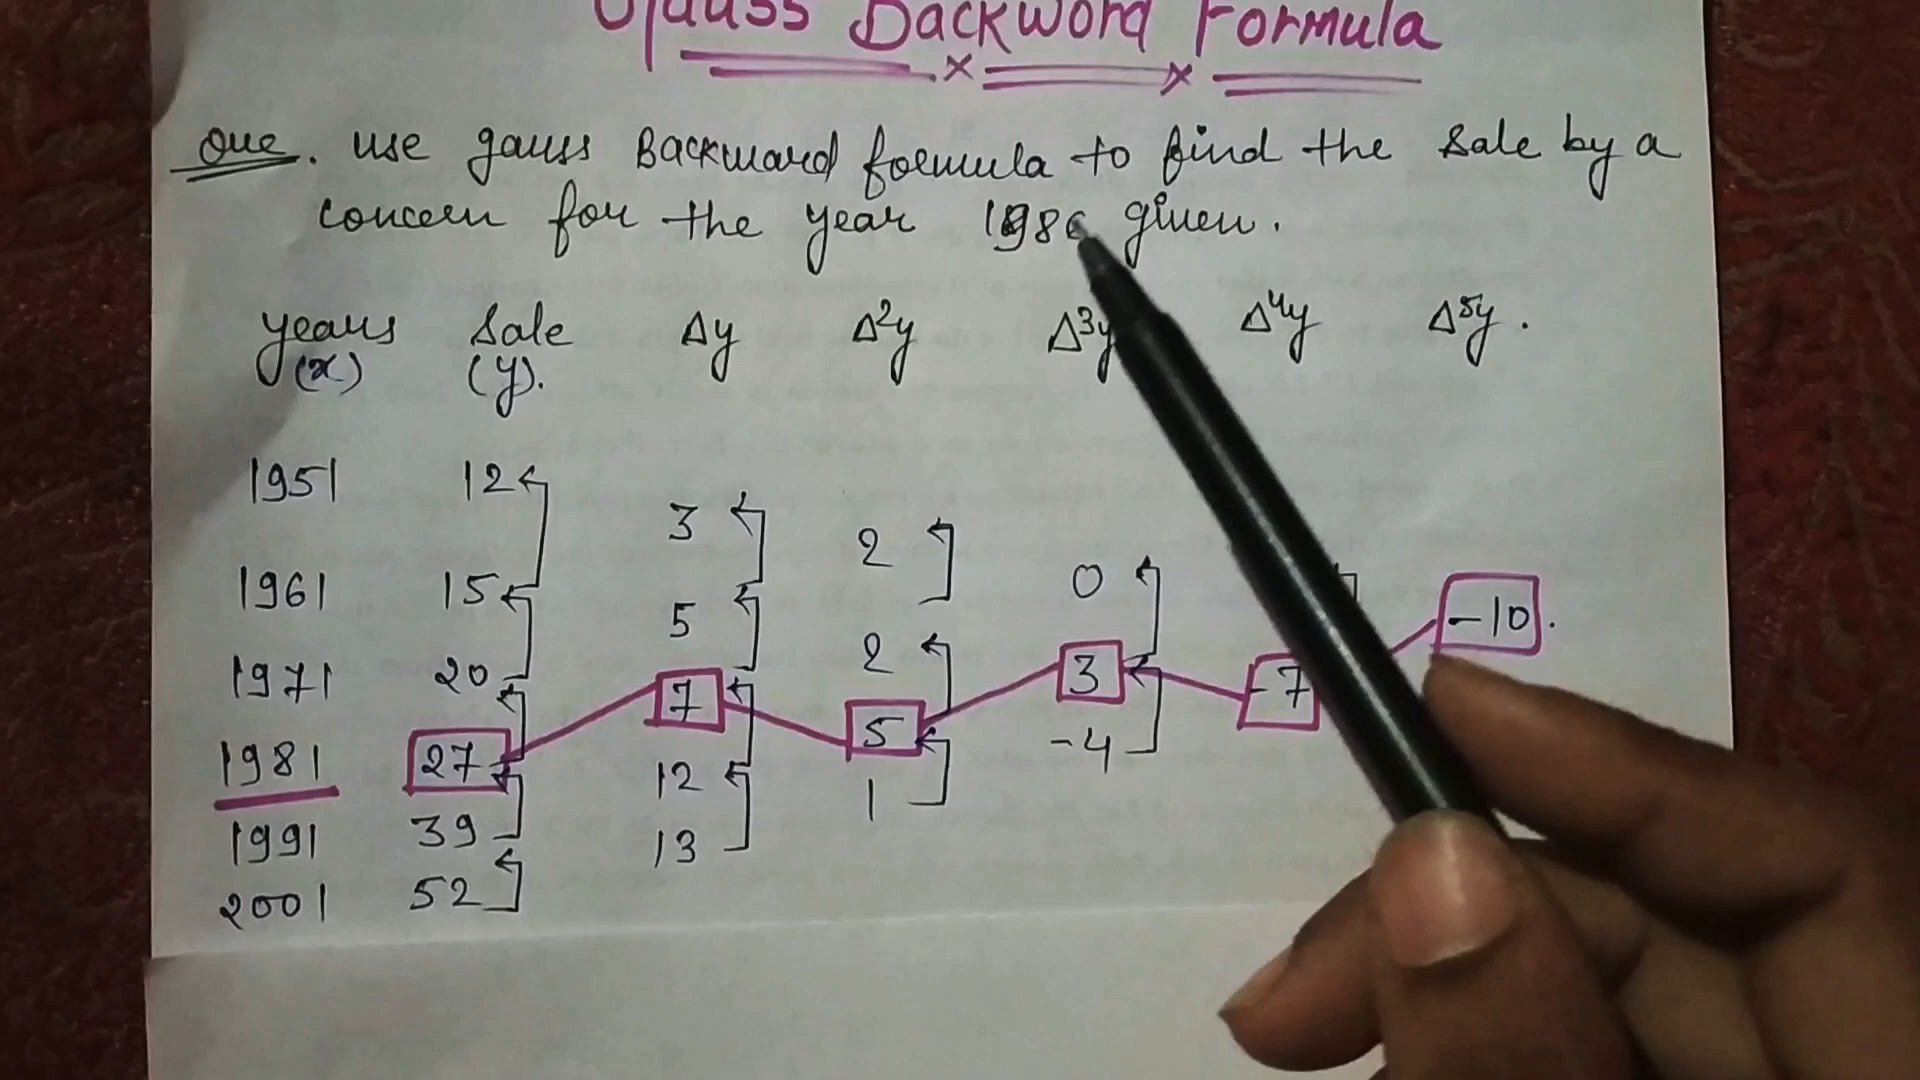 Gauss Backword Formula
Que. use gauss Backward formula to find the sale by a
concern for the year 1986 given.
years sale Δy Δ²y Δ³y Δ⁴y Δ⁵y.
(x) (y).
1951 12
3
2
1961 15 0
5 -10.
2
1971 20 3
7 -7
5
1981 27 -4
12
1
1991 39
13
2001 52